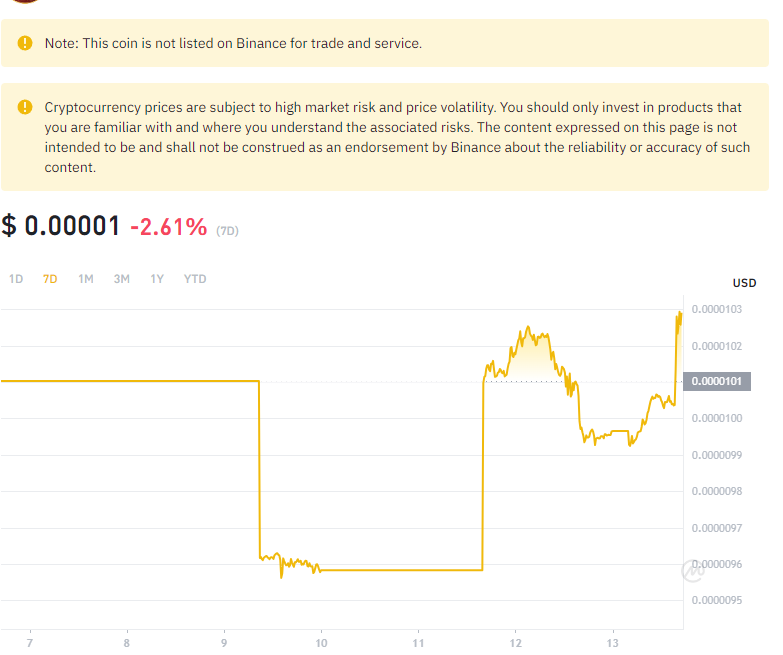 Note: This coin is not listed on Binance for trade and service.
Cryptocurrency prices are subject to high market risk and price volatility. You should only invest in products that
you are familiar with and where you understand the associated risks. The content expressed on this page is not
intended to be and shall not be construed as an endorsement by Binance about the reliability or accuracy of such
content.
$ 0.00001 -2.61% (7D)
1D 7D 1M 3M 1Y YTD
USD
0.0000103
0.0000102
0.0000101
0.0000100
0.0000099
0.0000098
0.0000097
0.0000096
0.0000095
7 8 9 10 11 12 13